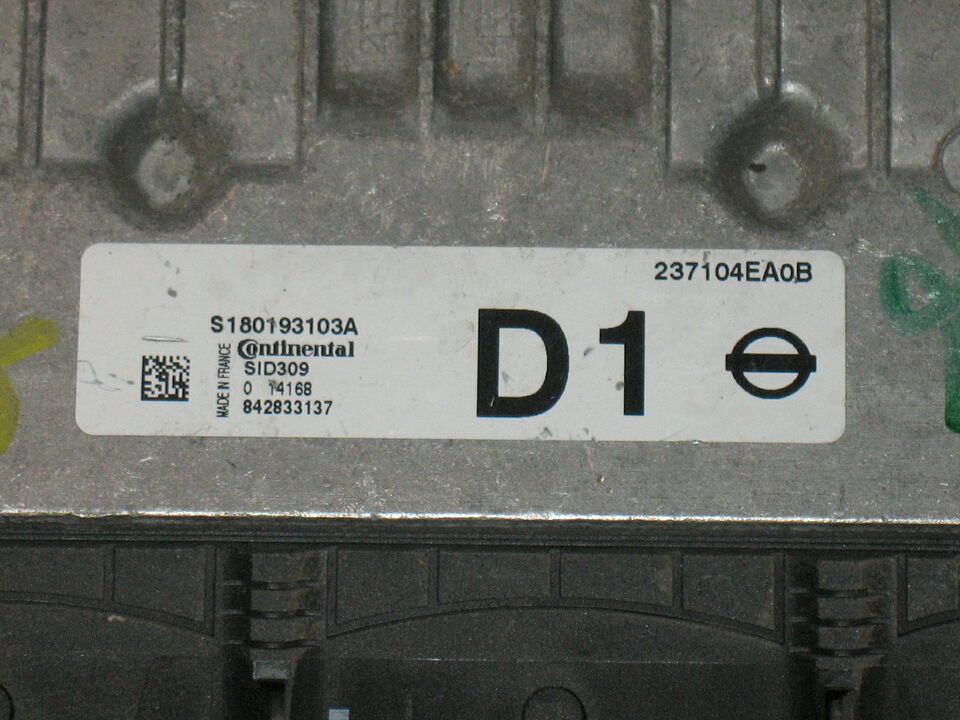 237104EA0B
S180193103A
Continental
SID309
0 14168
842833137
MADE IN FRANCE
D1